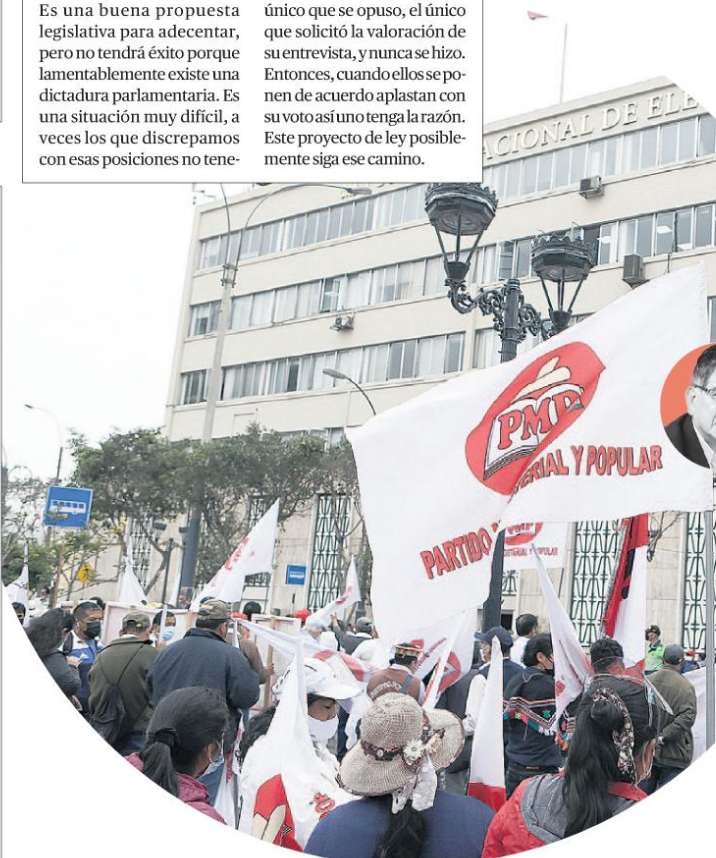 Es una buena propuesta
legislativa para adecentar,
pero no tendrá éxito porque
lamentablemente existe una
dictadura parlamentaria. Es
una situación muy difícil, a
veces los que discrepamos
con esas posiciones no tene-
único que se opuso, el único
que solicitó la valoración de
su entrevista, y nunca se hizo.
Entonces, cuando ellos se po-
nen de acuerdo aplastan con
su voto así uno tenga la razón.
Este proyecto de ley posible-
mente siga ese camino.
ACIONAL DE ELE
PMP
PARTIDO
ERIAL Y POPULAR